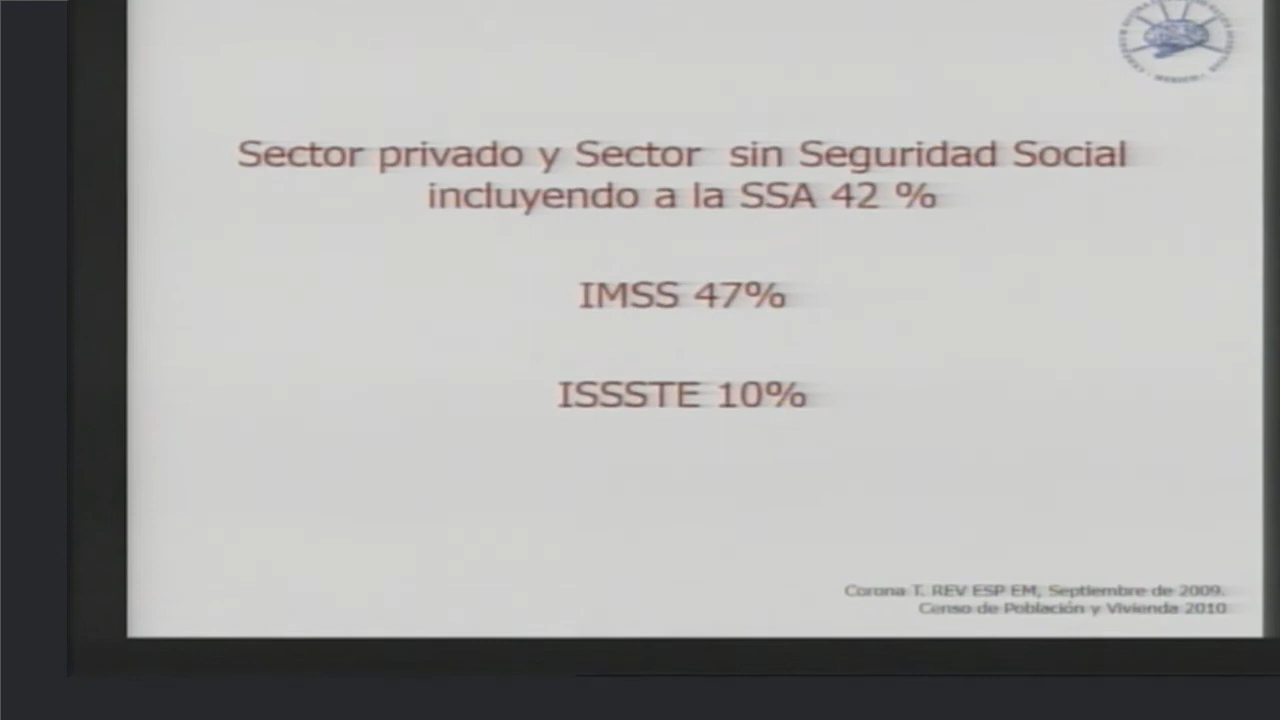 Sector privado y Sector sin Seguridad Social
incluyendo a la SSA 42 %
IMSS 47%
ISSSTE 10%
Corona T. REV ESP EM, Septiembre de 2009.
Censo de Población y Vivienda 2010